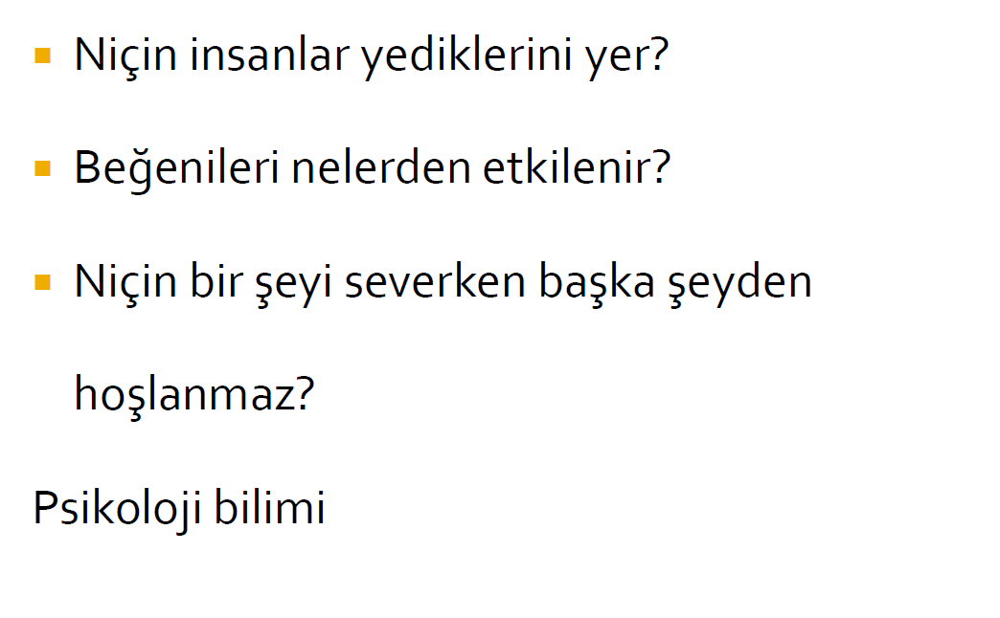 ▪ Niçin insanlar yediklerini yer?
▪ Beğenileri nelerden etkilenir?
▪ Niçin bir şeyi severken başka şeyden
hoşlanmaz?
Psikoloji bilimi